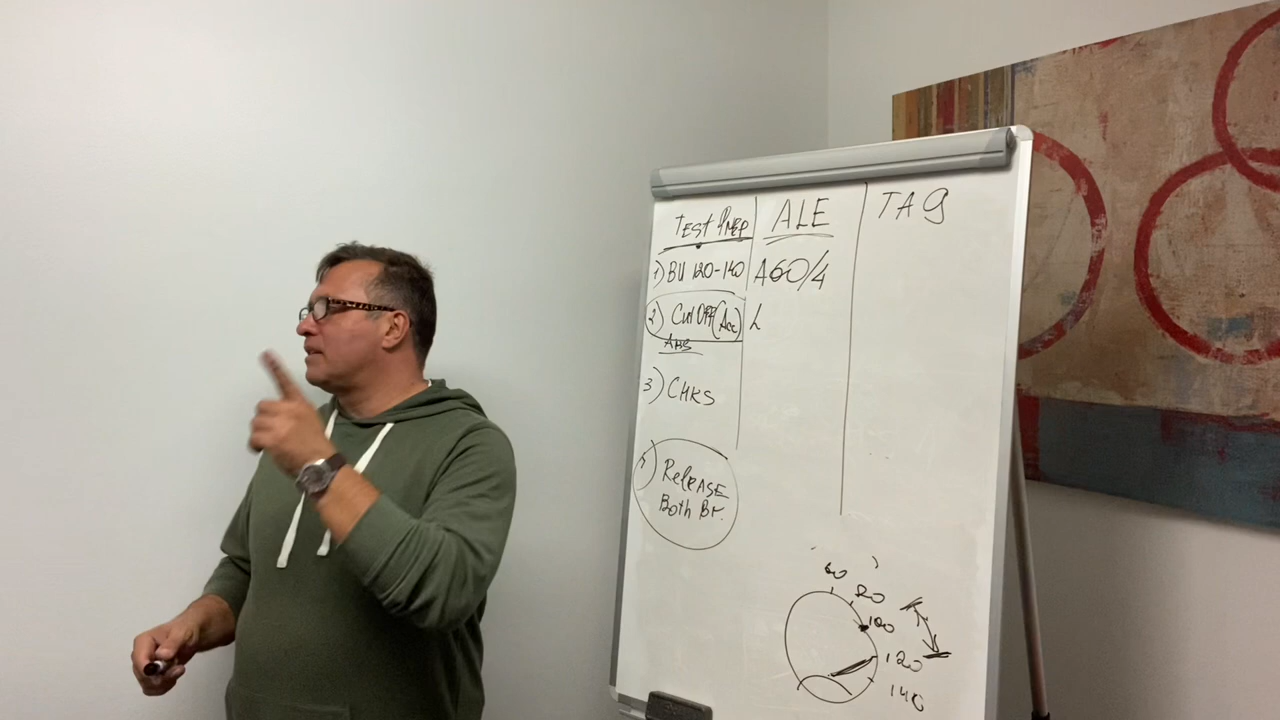 TEST PREP ALE TAG
1) BU 120-140 A60/4
2) CUT OFF (Acc) L
ABS
3) CHKS
Release
Both Br.
60
80
100
120
140